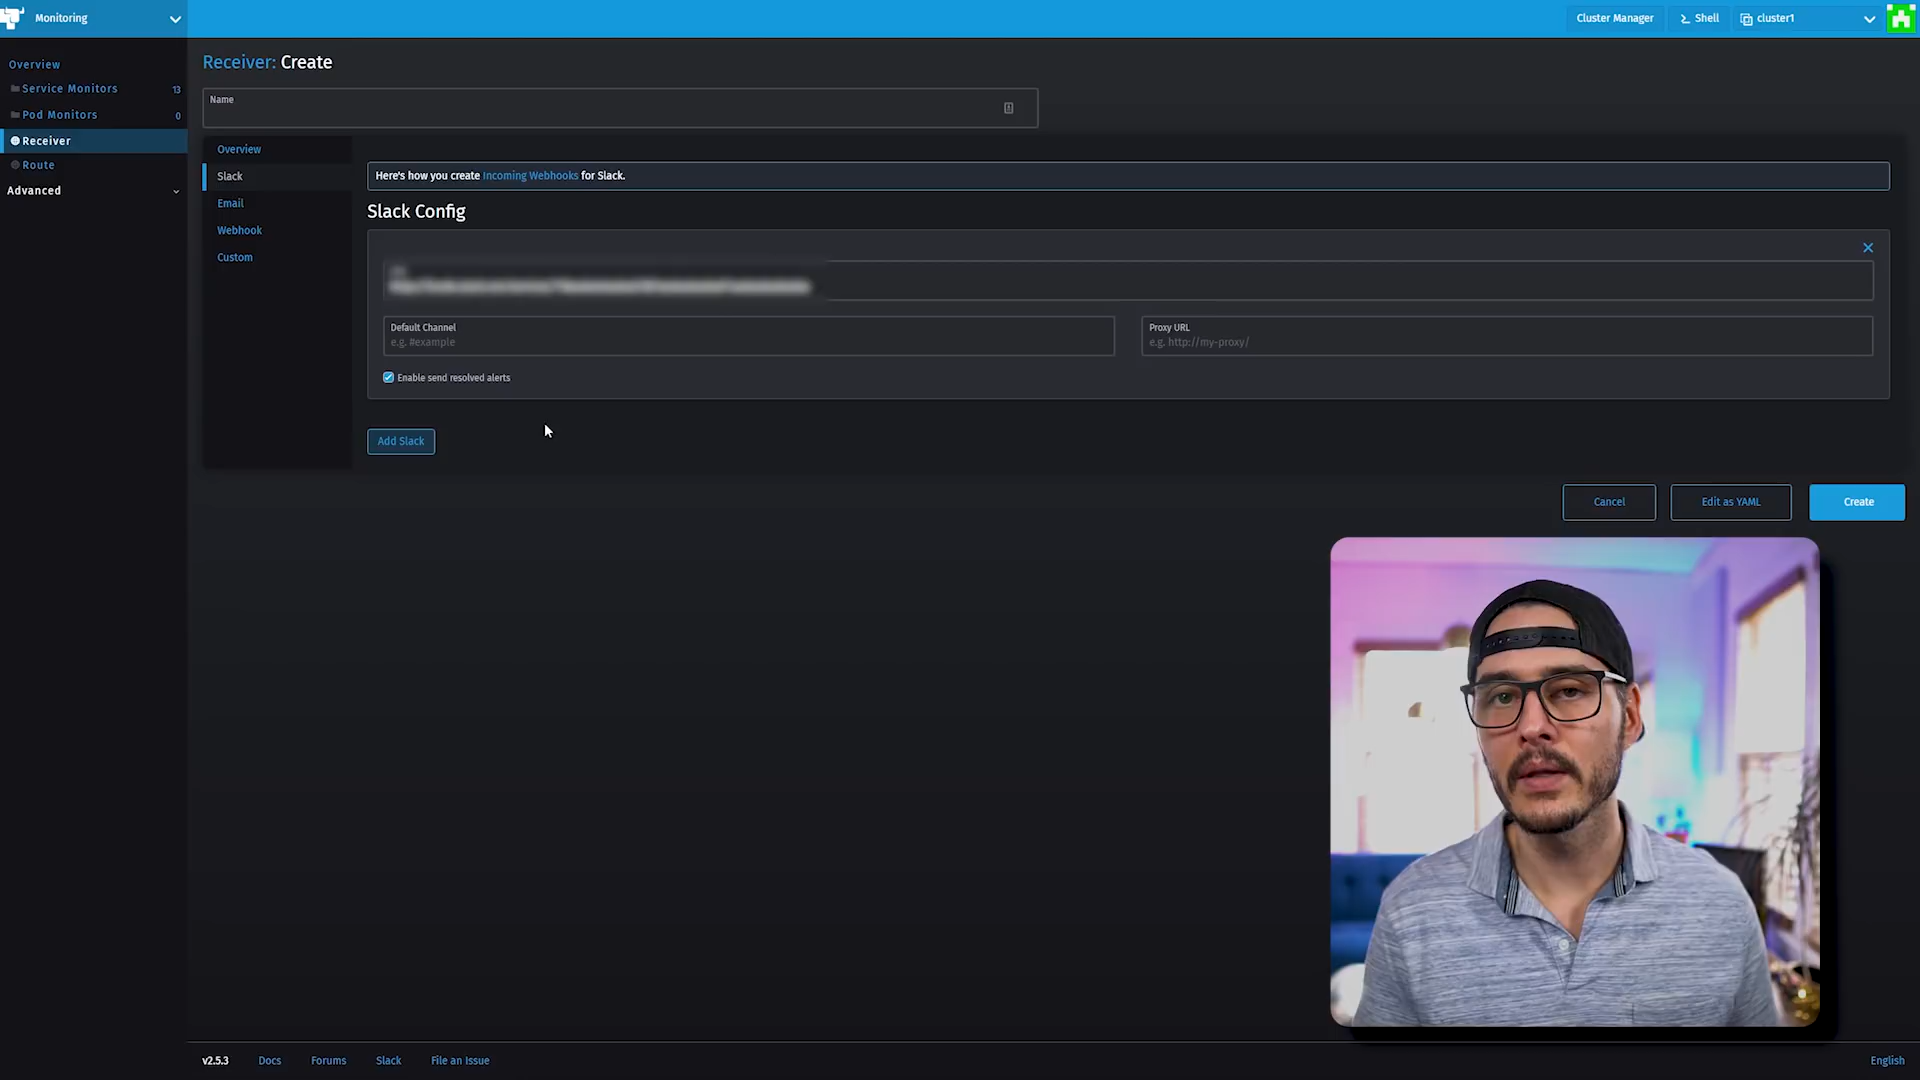 Monitoring
Cluster Manager
Shell
cluster1
Overview
Service Monitors
13
Pod Monitors
0
Receiver
Route
Advanced
Receiver: Create
Name
Overview
Slack
Email
Webhook
Custom
Here's how you create Incoming Webhooks for Slack.
Slack Config
Default Channel
e.g. #example
Proxy URL
e.g. http://my-proxy/
Enable send resolved alerts
Add Slack
Cancel
Edit as YAML
Create
v2.5.3
Docs
Forums
Slack
File an Issue
English